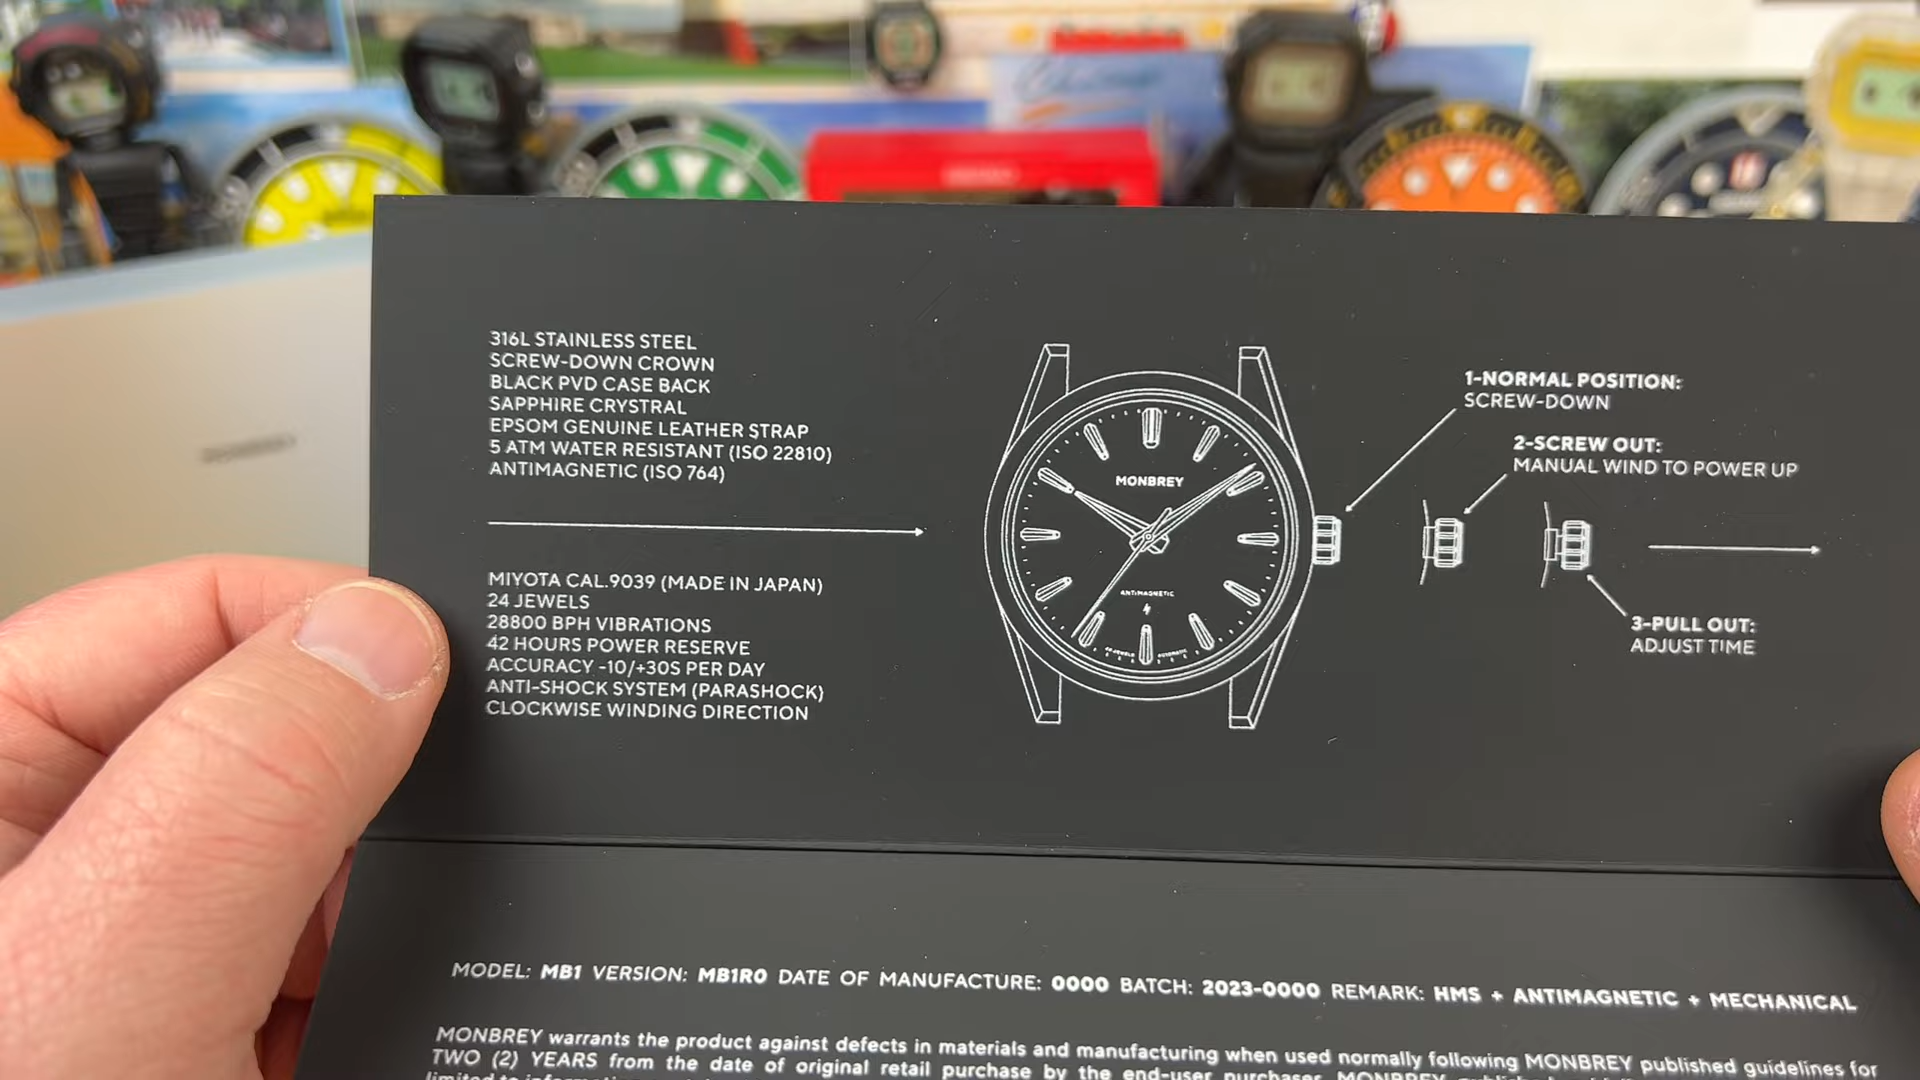 316L STAINLESS STEEL
SCREW-DOWN CROWN
BLACK PVD CASE BACK
SAPPHIRE CRYSTRAL
EPSOM GENUINE LEATHER STRAP
5 ATM WATER RESISTANT (ISO 22810)
ANTIMAGNETIC (ISO 764)
MIYOTA CAL.9039 (MADE IN JAPAN)
24 JEWELS
28800 BPH VIBRATIONS
42 HOURS POWER RESERVE
ACCURACY -10/+30S PER DAY
ANTI-SHOCK SYSTEM (PARASHOCK)
CLOCKWISE WINDING DIRECTION
MONBREY
ANTIMAGNETIC
1-NORMAL POSITION:
SCREW-DOWN
2-SCREW OUT:
MANUAL WIND TO POWER UP
3-PULL OUT:
ADJUST TIME
MODEL: MB1 VERSION: MB1R0 DATE OF MANUFACTURE: 0000 BATCH: 2023-0000 REMARK: HMS + ANTIMAGNETIC + MECHANICAL
MONBREY warrants the product against defects in materials and manufacturing when used normally following MONBREY published guidelines for
TWO (2) YEARS from the date of original retail purchase by the end-user purchaser. MONBREY